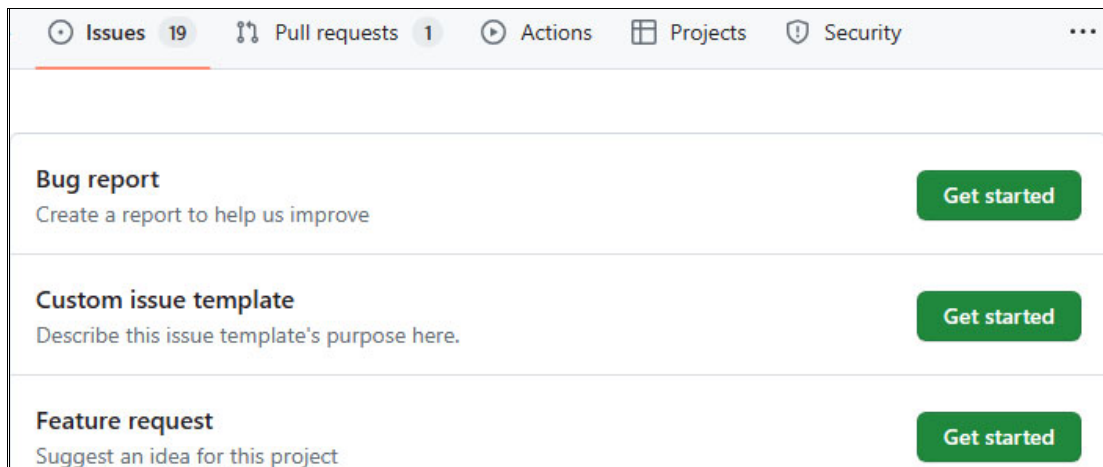 Issues 19 Pull requests 1 Actions Projects Security ...
Bug report
Create a report to help us improve
Get started
Custom issue template
Describe this issue template's purpose here.
Get started
Feature request
Suggest an idea for this project
Get started